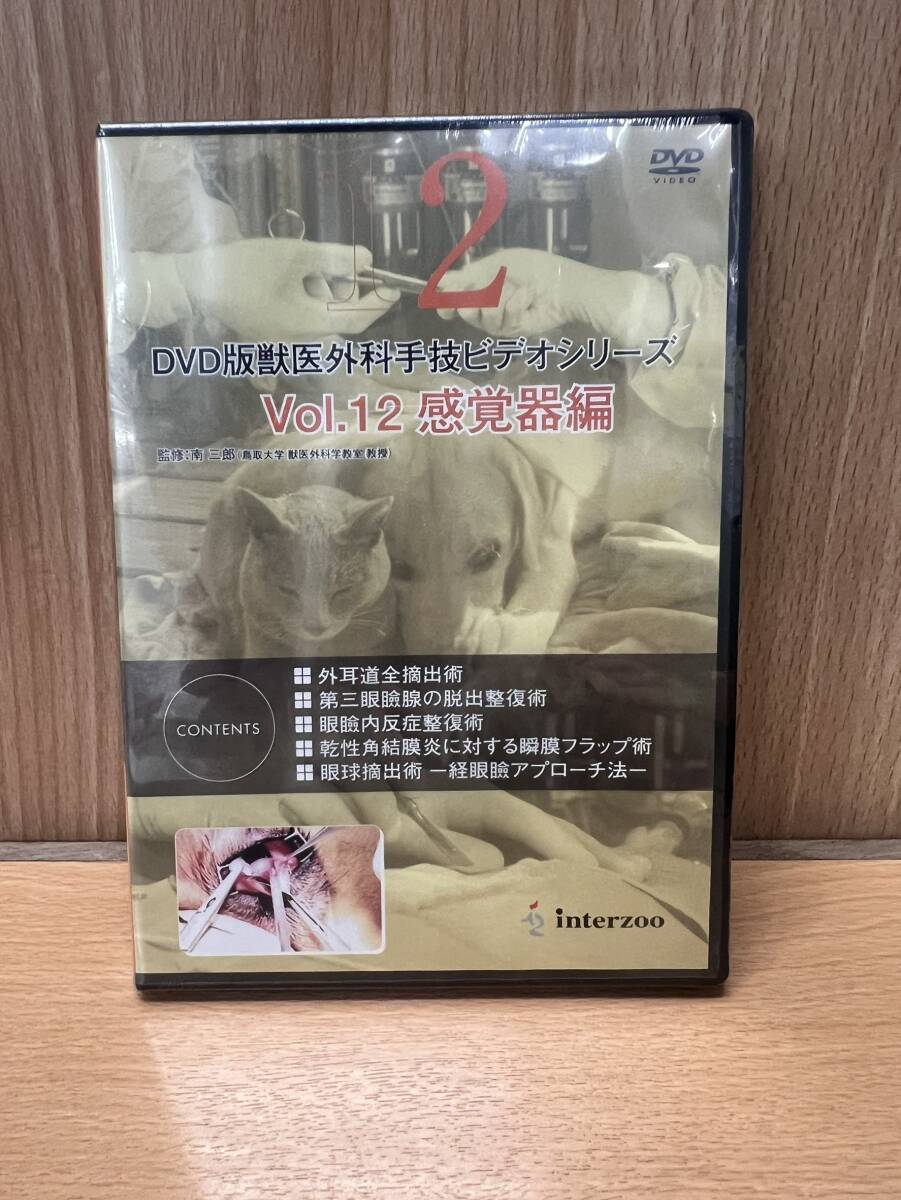 12
DVD
VIDEO
DVD版獣医外科手技ビデオシリーズ
Vol.12 感覚器編
監修:南 三郎(鳥取大学 獣医外科学教室 教授)
CONTENTS
外耳道全摘出術
第三眼瞼腺の脱出整復術
眼瞼内反症整復術
乾性角結膜炎に対する瞬膜フラップ術
眼球摘出術 ー経眼瞼アプローチ法ー
interzoo